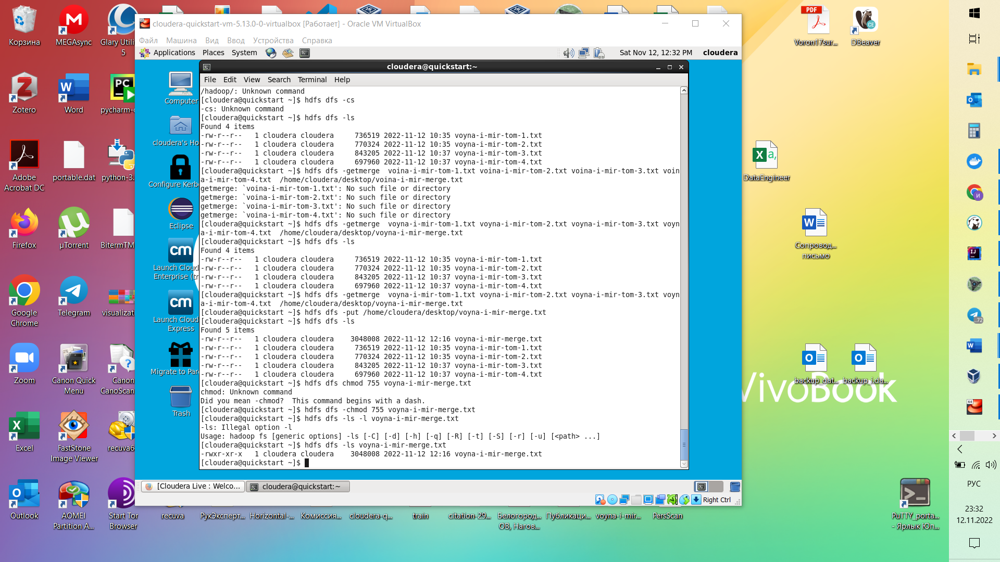 cloudera-quickstart-vm-5.13.0-0-virtualbox [Работает] - Oracle VM VirtualBox
Файл Машина Вид Ввод Устройства Справка
Applications Places System Sat Nov 12, 12:32 PM cloudera
cloudera@quickstart:~
File Edit View Search Terminal Help
/hadoop/: Unknown command
[cloudera@quickstart ~]$ hdfs dfs -cs
-cs: Unknown command
[cloudera@quickstart ~]$ hdfs dfs -ls
Found 4 items
-rw-r--r--   1 cloudera cloudera     736519 2022-11-12 10:35 voyna-i-mir-tom-1.txt
-rw-r--r--   1 cloudera cloudera     770324 2022-11-12 10:35 voyna-i-mir-tom-2.txt
-rw-r--r--   1 cloudera cloudera     843205 2022-11-12 10:37 voyna-i-mir-tom-3.txt
-rw-r--r--   1 cloudera cloudera     697960 2022-11-12 10:37 voyna-i-mir-tom-4.txt
[cloudera@quickstart ~]$ hdfs dfs -getmerge  voina-i-mir-tom-1.txt voina-i-mir-tom-2.txt voina-i-mir-tom-3.txt voin
a-i-mir-tom-4.txt  /home/cloudera/desktop/voina-i-mir-merge.txt
getmerge: `voina-i-mir-tom-1.txt': No such file or directory
getmerge: `voina-i-mir-tom-2.txt': No such file or directory
getmerge: `voina-i-mir-tom-3.txt': No such file or directory
getmerge: `voina-i-mir-tom-4.txt': No such file or directory
[cloudera@quickstart ~]$ hdfs dfs -getmerge  voyna-i-mir-tom-1.txt voyna-i-mir-tom-2.txt voyna-i-mir-tom-3.txt voyn
a-i-mir-tom-4.txt  /home/cloudera/desktop/voyna-i-mir-merge.txt
[cloudera@quickstart ~]$ hdfs dfs -ls
Found 4 items
-rw-r--r--   1 cloudera cloudera     736519 2022-11-12 10:35 voyna-i-mir-tom-1.txt
-rw-r--r--   1 cloudera cloudera     770324 2022-11-12 10:35 voyna-i-mir-tom-2.txt
-rw-r--r--   1 cloudera cloudera     843205 2022-11-12 10:37 voyna-i-mir-tom-3.txt
-rw-r--r--   1 cloudera cloudera     697960 2022-11-12 10:37 voyna-i-mir-tom-4.txt
[cloudera@quickstart ~]$ hdfs dfs -getmerge  voyna-i-mir-tom-1.txt voyna-i-mir-tom-2.txt voyna-i-mir-tom-3.txt voyn
a-i-mir-tom-4.txt  /home/cloudera/desktop/voyna-i-mir-merge.txt
[cloudera@quickstart ~]$ hdfs dfs -put /home/cloudera/desktop/voyna-i-mir-merge.txt
[cloudera@quickstart ~]$ hdfs dfs -ls
Found 5 items
-rw-r--r--   1 cloudera cloudera    3048008 2022-11-12 12:16 voyna-i-mir-merge.txt
-rw-r--r--   1 cloudera cloudera     736519 2022-11-12 10:35 voyna-i-mir-tom-1.txt
-rw-r--r--   1 cloudera cloudera     770324 2022-11-12 10:35 voyna-i-mir-tom-2.txt
-rw-r--r--   1 cloudera cloudera     843205 2022-11-12 10:37 voyna-i-mir-tom-3.txt
-rw-r--r--   1 cloudera cloudera     697960 2022-11-12 10:37 voyna-i-mir-tom-4.txt
[cloudera@quickstart ~]$ hdfs dfs chmod 755 voyna-i-mir-merge.txt
chmod: Unknown command
Did you mean -chmod?  This command begins with a dash.
[cloudera@quickstart ~]$ hdfs dfs -chmod 755 voyna-i-mir-merge.txt
[cloudera@quickstart ~]$ hdfs dfs -ls -l voyna-i-mir-merge.txt
-ls: Illegal option -l
Usage: hadoop fs [generic options] -ls [-C] [-d] [-h] [-q] [-R] [-t] [-S] [-r] [-u] [<path> ...]
[cloudera@quickstart ~]$ hdfs dfs -ls voyna-i-mir-merge.txt
-rwxr-xr-x   1 cloudera cloudera    3048008 2022-11-12 12:16 voyna-i-mir-merge.txt
[cloudera@quickstart ~]$
Computer
cloudera's Ho
Configure Kerb
Eclipse
cm
Launch Cloud
Enterprise (tr
cm
Launch Cloud
Express
Migrate to Par
Trash
[Cloudera Live : Welco... cloudera@quickstart:~
Right Ctrl
Корзина
MEGAsync
Glary Utili
5
Zotero
Word
PC
pycharm-c
Adobe
Acrobat DC
portable.dat
python-3.
Firefox
µTorrent
BitermTM
Google
Chrome
Telegram
visualizati
Zoom
Canon Quick
Menu
Canon
CanoScan
Excel
FastStone
Image Viewer
recuva6
Outlook
AOMEI
Partition A...
Start Tor
Browser
recuva
РукЭксперт...
Horizontal-...
Комиссия...
cloudera-q...
train
citation-29...
Белогород...
ОВ, Нагов...
Публикаци...
voyna-i-mir...
PersScan
PDF
Voron17sur...
CE
DBeaver
DataEngineer
Сопровод...
письмо
backup_dat...
backup_i.da...
VivoBook
PuTTY_porta...
- Ярлык Юп...
72
РУС
23:32
12.11.2022